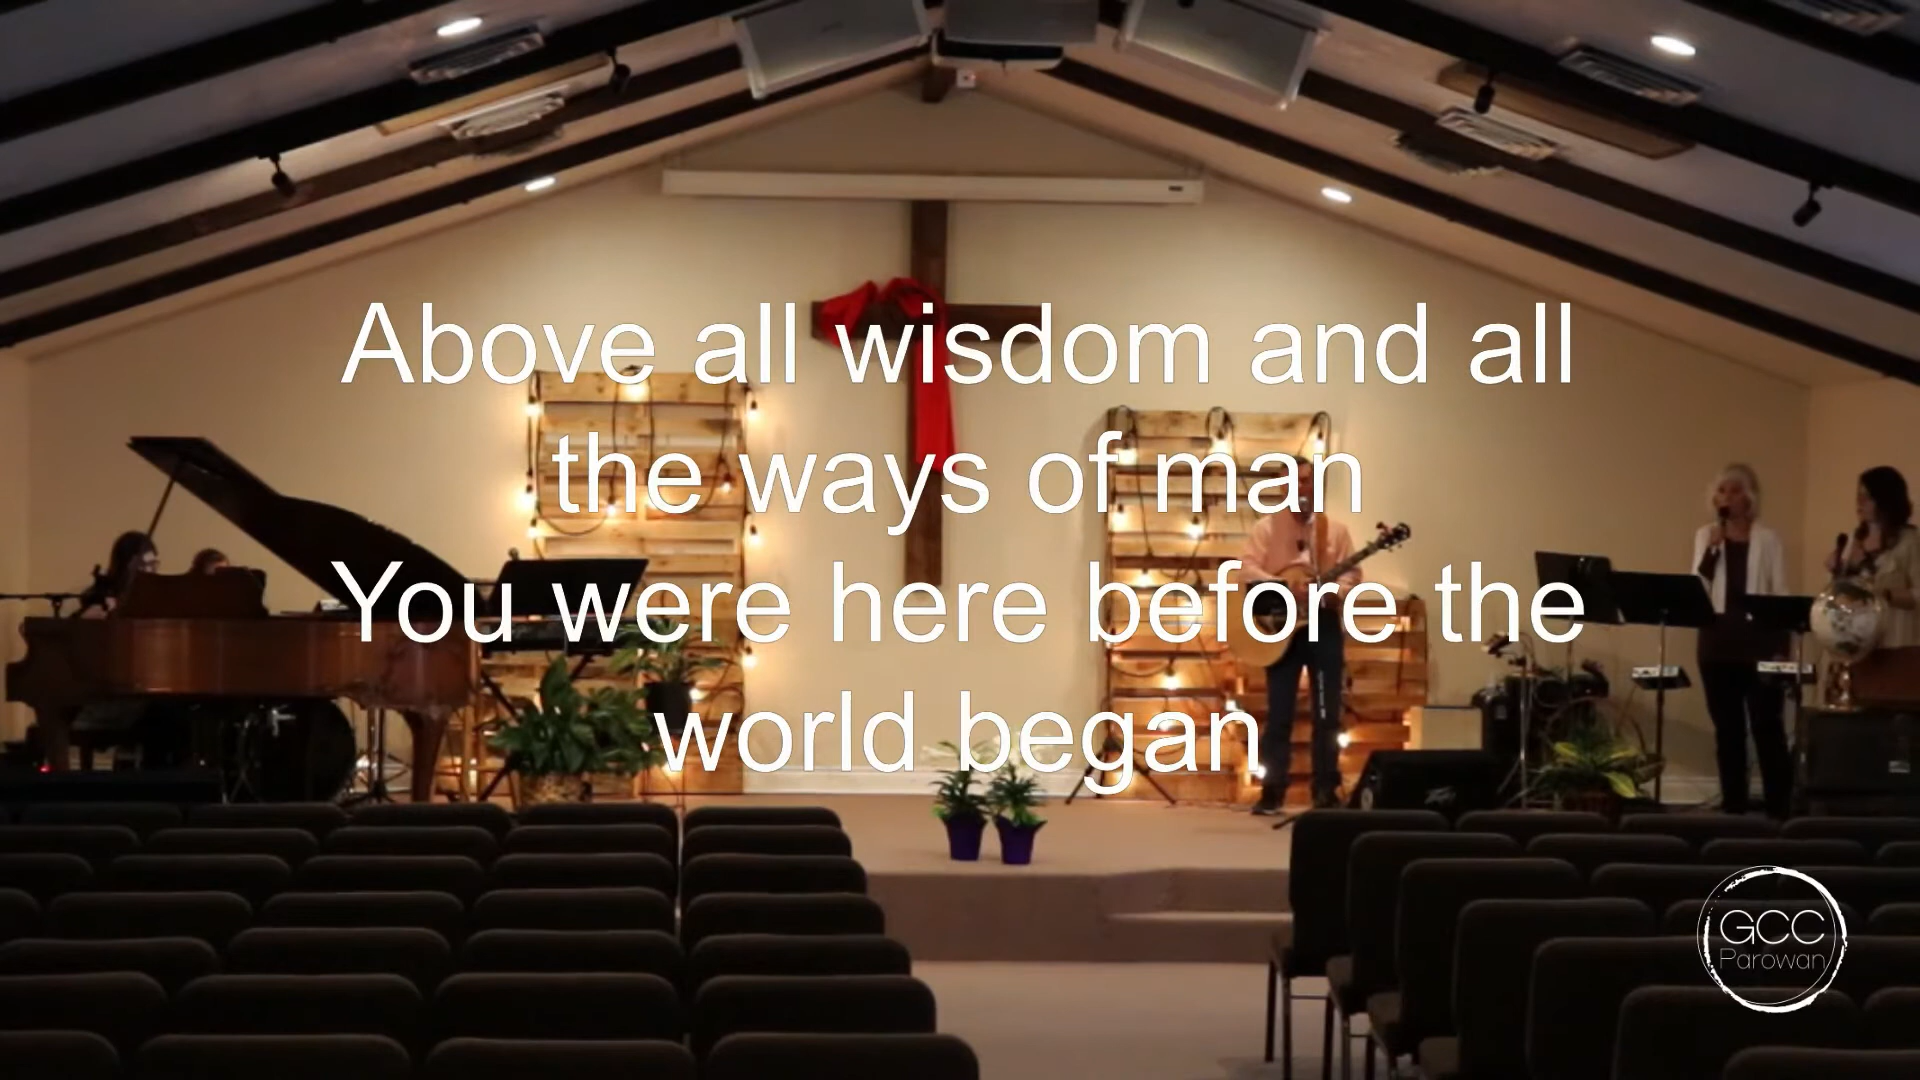 Above all wisdom and all
the ways of man
You were here before the
world began
GCC
Parowan